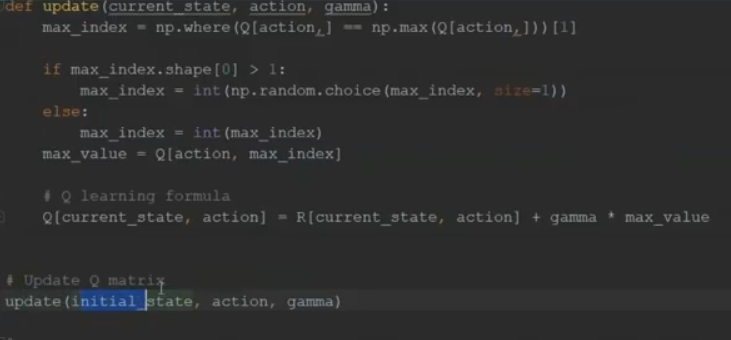 def update(current_state, action, gamma):
max_index = np.where(Q[action,] == np.max(Q[action,]))[1]
if max_index.shape[0] > 1:
max_index = int(np.random.choice(max_index, size=1))
else:
max_index = int(max_index)
max_value = Q[action, max_index]
# Q learning formula
Q[current_state, action] = R[current_state, action] + gamma * max_value
# Update Q matrix
update(initial_state, action, gamma)